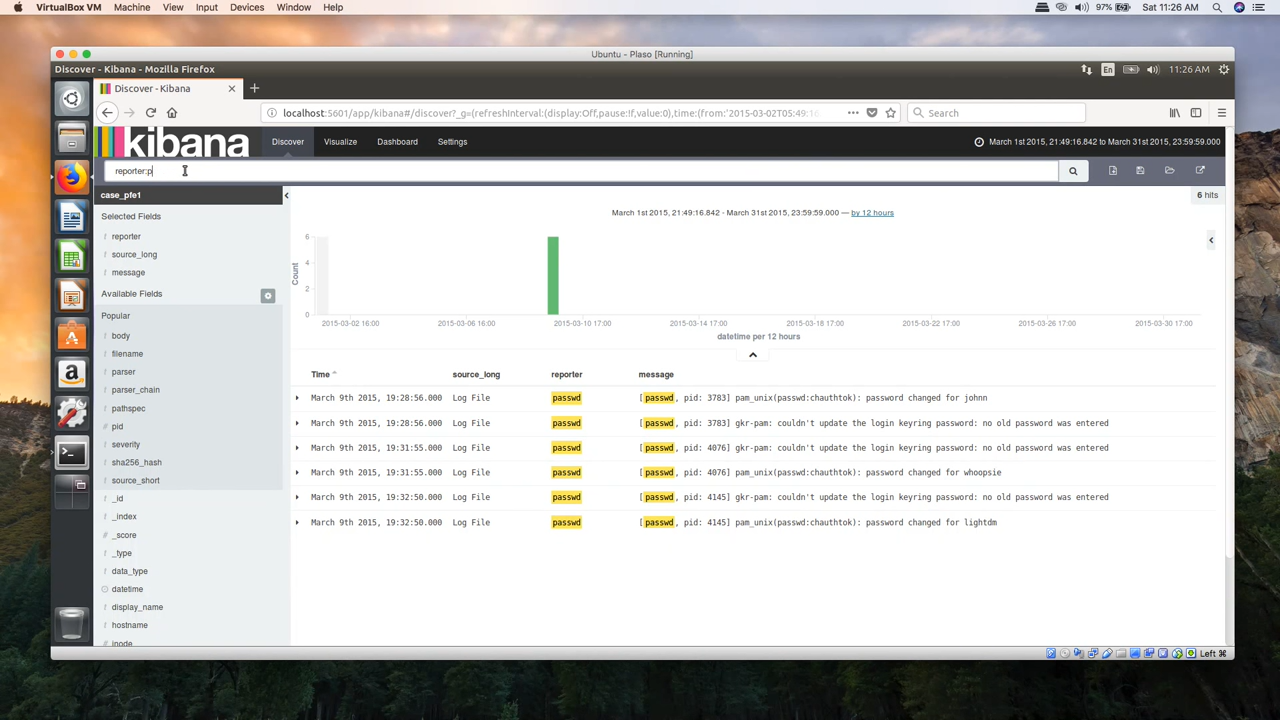 VirtualBox VM Machine View Input Devices Window Help 97% Sat 11:26 AM
Ubuntu - Plaso [Running]
Discover - Kibana - Mozilla Firefox En 11:26 AM
Discover - Kibana
localhost:5601/app/kibana#/discover?_g=(refreshInterval:(display:Off,pause:!f,value:0),time:(from:'2015-03-02T05:49:16 Search
kibana Discover Visualize Dashboard Settings March 1st 2015, 21:49:16.842 to March 31st 2015, 23:59:59.000
reporter:p
case_pfe1 6 hits
Selected Fields
t reporter
t source_long
t message
Available Fields
Popular
t body
t filename
t parser
t parser_chain
t pathspec
t pid
t severity
t sha256_hash
t source_short
t _id
t _index
# _score
t _type
t data_type
datetime
t display_name
t hostname
# inode
March 1st 2015, 21:49:16.842 - March 31st 2015, 23:59:59.000 — by 12 hours
Count
6
4
2
0
2015-03-02 16:00 2015-03-06 16:00 2015-03-10 17:00 2015-03-14 17:00 2015-03-18 17:00 2015-03-22 17:00 2015-03-26 17:00 2015-03-30 17:00
datetime per 12 hours
Time source_long reporter message
March 9th 2015, 19:28:56.000 Log File passwd [passwd, pid: 3783] pam_unix(passwd:chauthtok): password changed for johnn
March 9th 2015, 19:28:56.000 Log File passwd [passwd, pid: 3783] gkr-pam: couldn't update the login keyring password: no old password was entered
March 9th 2015, 19:31:55.000 Log File passwd [passwd, pid: 4076] gkr-pam: couldn't update the login keyring password: no old password was entered
March 9th 2015, 19:31:55.000 Log File passwd [passwd, pid: 4076] pam_unix(passwd:chauthtok): password changed for whoopsie
March 9th 2015, 19:32:50.000 Log File passwd [passwd, pid: 4145] gkr-pam: couldn't update the login keyring password: no old password was entered
March 9th 2015, 19:32:50.000 Log File passwd [passwd, pid: 4145] pam_unix(passwd:chauthtok): password changed for lightdm
Left ⌘